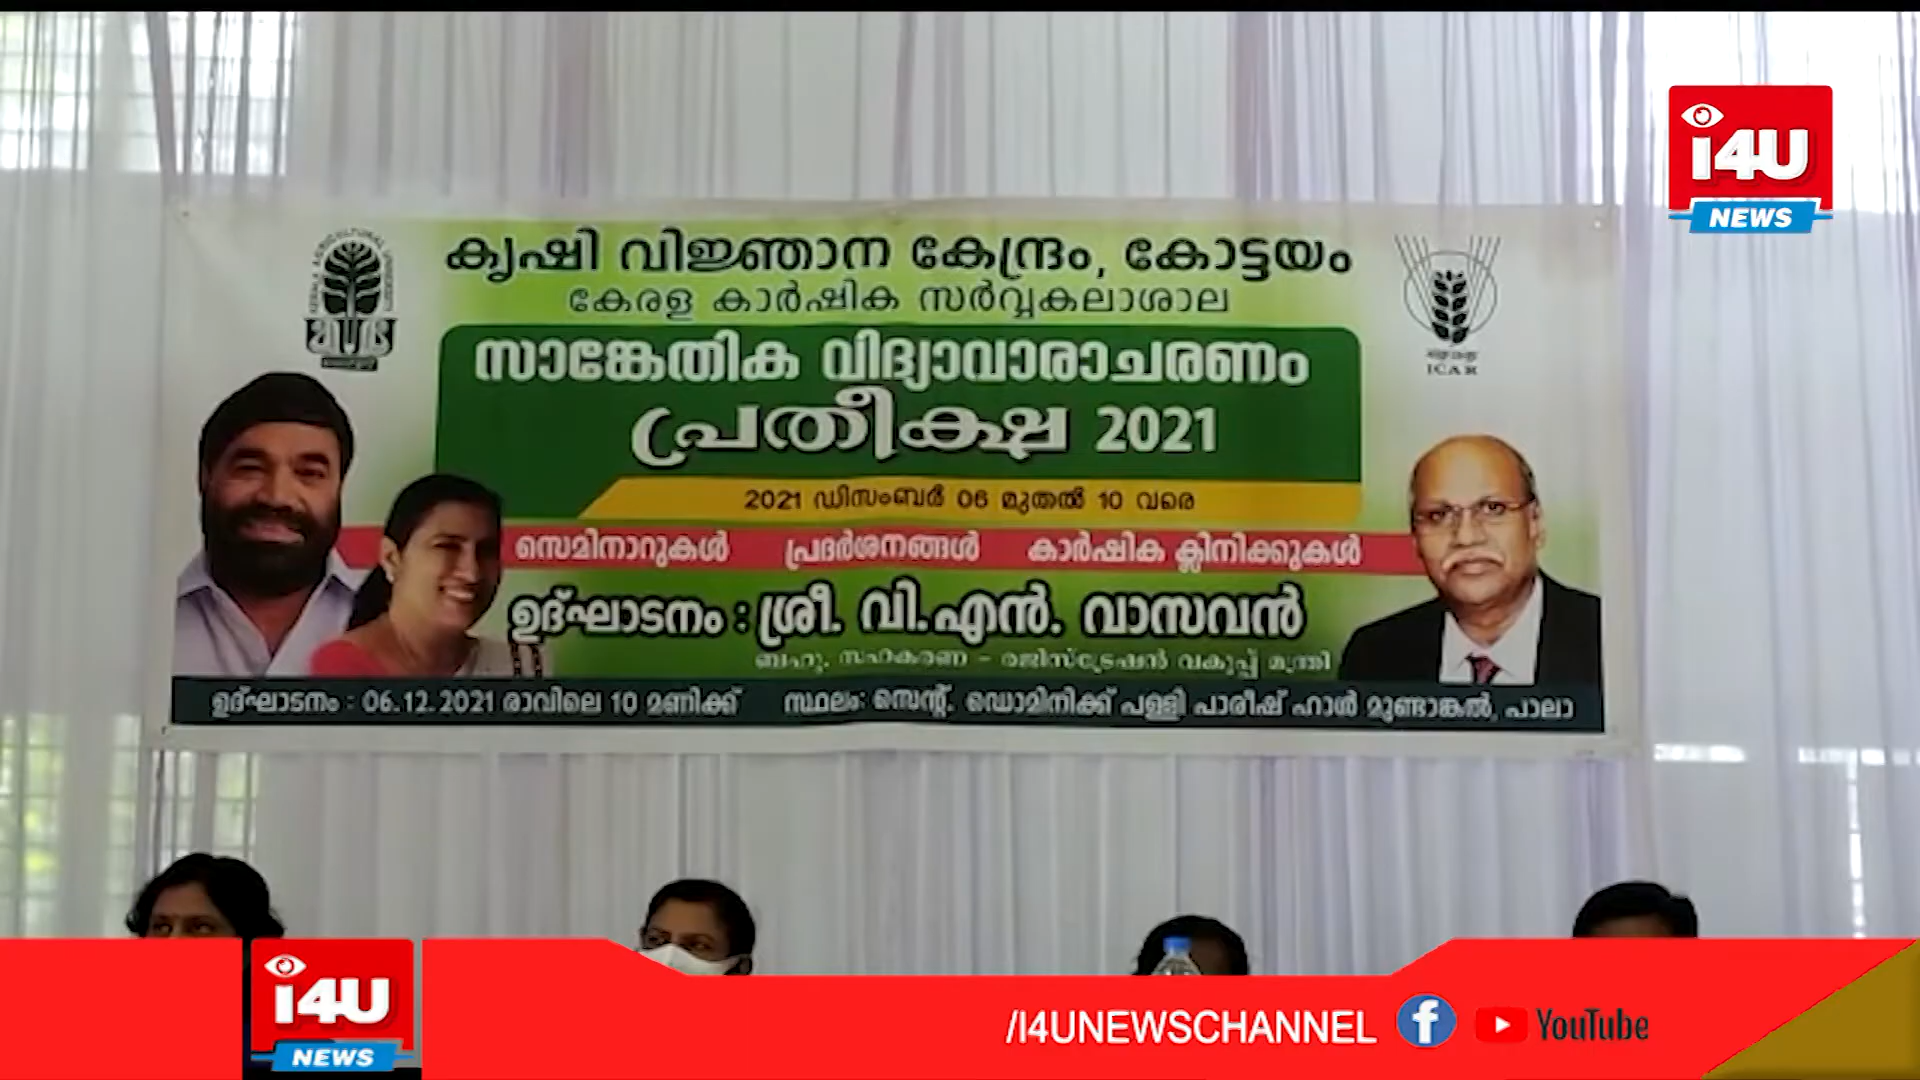 i4U
NEWS
കൃഷി വിജ്ഞാന കേന്ദ്രം, കോട്ടയം
കേരള കാർഷിക സർവ്വകലാശാല
സാങ്കേതിക വിദ്യാവാരാചരണം
പ്രതീക്ഷ 2021
2021 ഡിസംബർ 06 മുതൽ 10 വരെ
സെമിനാറുകൾ പ്രദർശനങ്ങൾ കാർഷിക ക്ലിനിക്കുകൾ
ഉദ്ഘാടനം : ശ്രീ. വി.എൻ. വാസവൻ
ബഹു. സഹകരണ – രജിസ്ട്രേഷൻ വകുപ്പ് മന്ത്രി
ഉദ്ഘാടനം : 06.12.2021 രാവിലെ 10 മണിക്ക് സ്ഥലം: സെന്റ്. ഡൊമിനിക്ക് പള്ളി പാരീഷ് ഹാൾ മുണ്ടാങ്കൽ, പാലാ
ICAR
i4U
NEWS
/I4UNEWSCHANNEL f YouTube